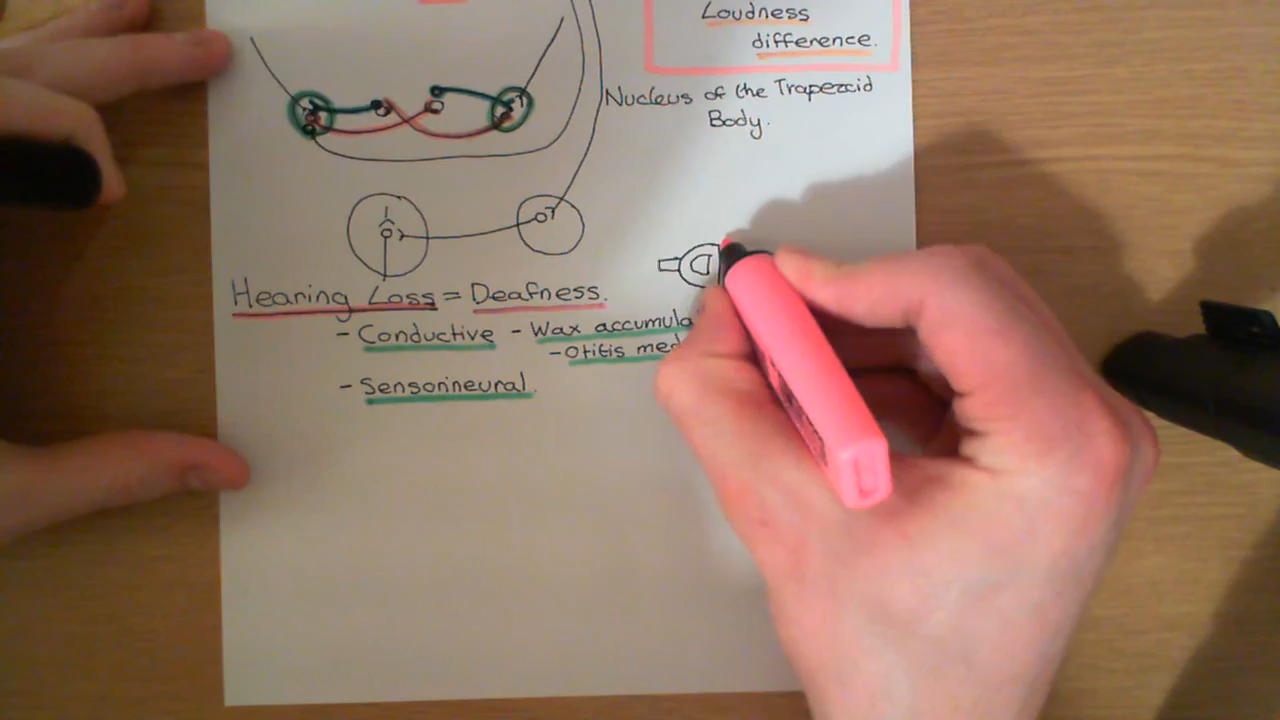 Loudness
difference.
Nucleus of the Trapezoid
Body.
Hearing Loss = Deafness.
- Conductive - Wax
- Otitis
- Sensorineural.